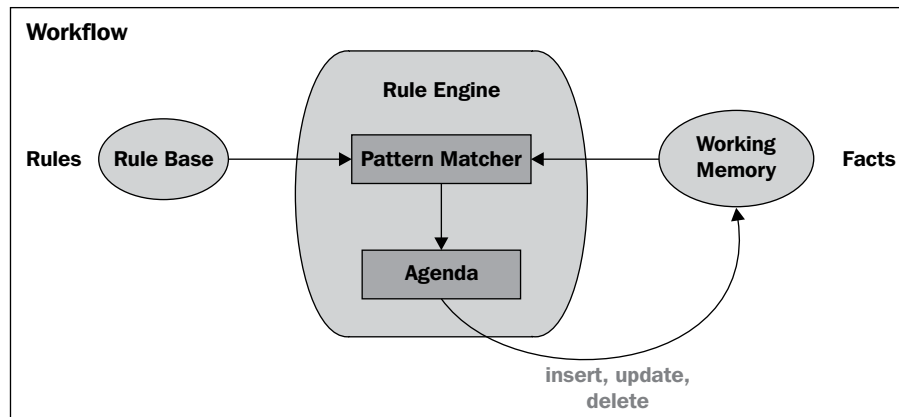 Workflow
Rule Engine
Rules
Rule Base
Pattern Matcher
Working
Memory
Facts
Agenda
insert, update,
delete